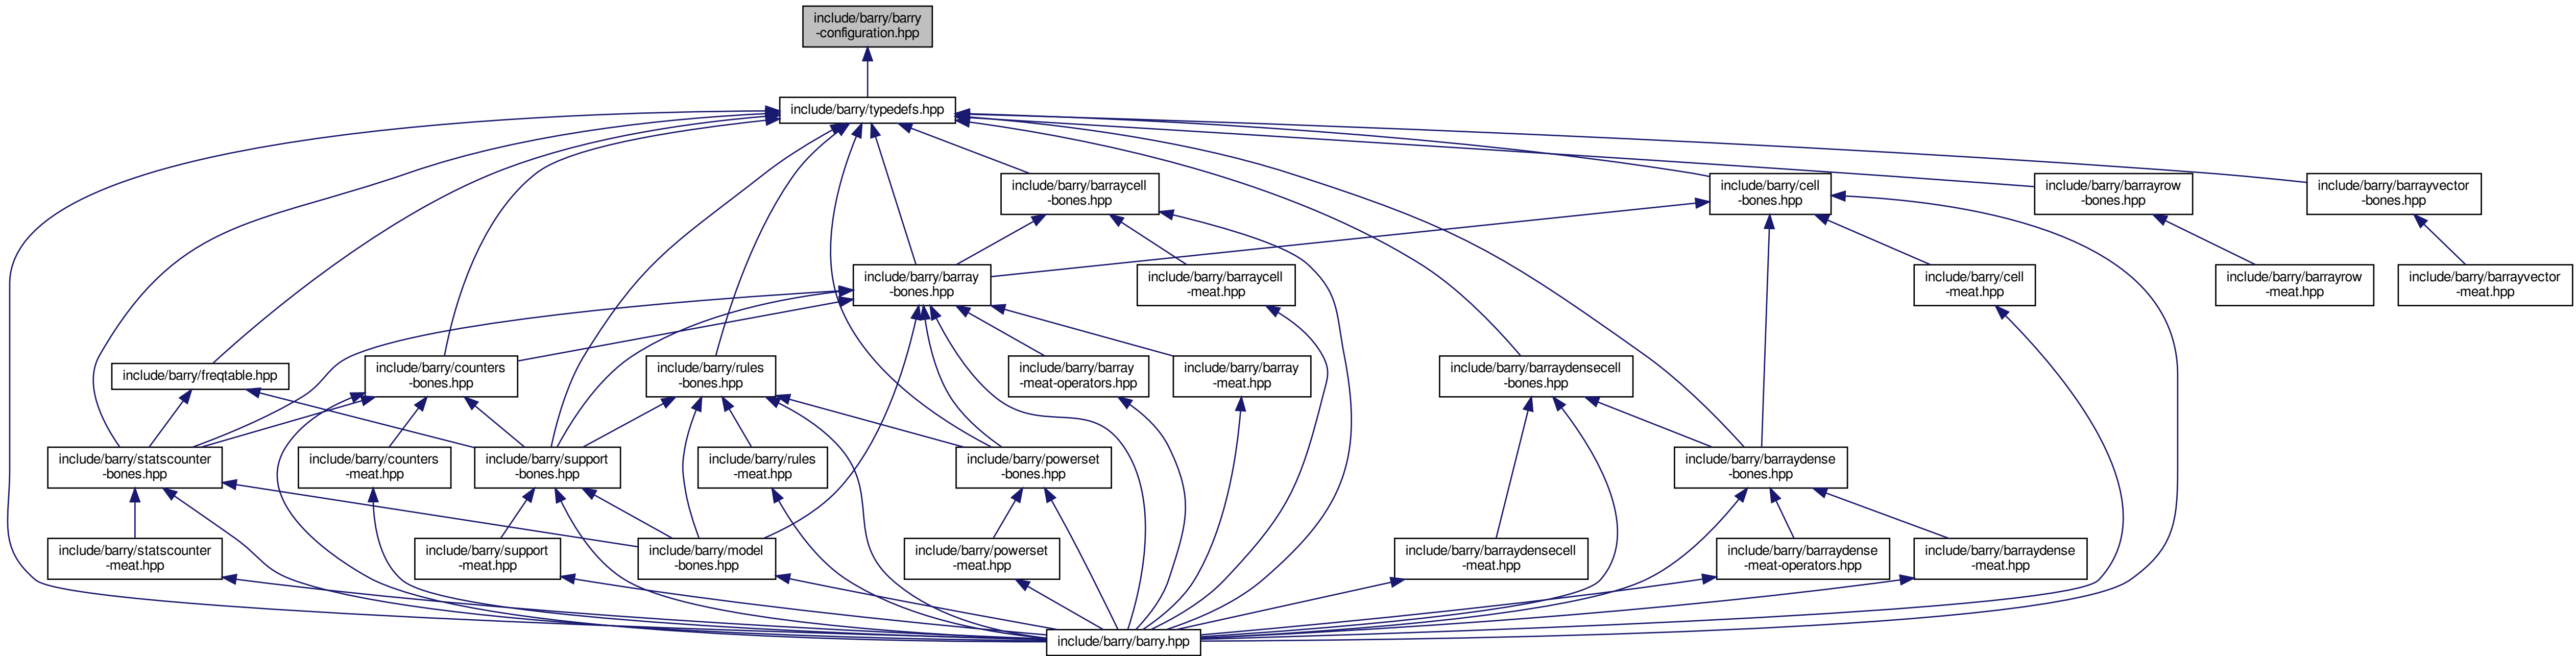 include/barry/barry
-configuration.hpp
include/barry/typedefs.hpp
include/barry/barraycell
-bones.hpp
include/barry/cell
-bones.hpp
include/barry/barrayrow
-bones.hpp
include/barry/barrayvector
-bones.hpp
include/barry/barray
-bones.hpp
include/barry/barraycell
-meat.hpp
include/barry/cell
-meat.hpp
include/barry/barrayrow
-meat.hpp
include/barry/barrayvector
-meat.hpp
include/barry/freqtable.hpp
include/barry/counters
-bones.hpp
include/barry/rules
-bones.hpp
include/barry/barray
-meat-operators.hpp
include/barry/barray
-meat.hpp
include/barry/barraydensecell
-bones.hpp
include/barry/statscounter
-bones.hpp
include/barry/counters
-meat.hpp
include/barry/support
-bones.hpp
include/barry/rules
-meat.hpp
include/barry/powerset
-bones.hpp
include/barry/barraydense
-bones.hpp
include/barry/statscounter
-meat.hpp
include/barry/support
-meat.hpp
include/barry/model
-bones.hpp
include/barry/powerset
-meat.hpp
include/barry/barraydensecell
-meat.hpp
include/barry/barraydense
-meat-operators.hpp
include/barry/barraydense
-meat.hpp
include/barry/barry.hpp